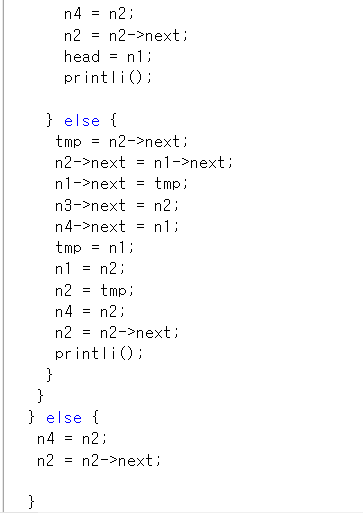 n4 = n2;
n2 = n2->next;
head = n1;
printli();
} else {
tmp = n2->next;
n2->next = n1->next;
n1->next = tmp;
n3->next = n2;
n4->next = n1;
tmp = n1;
n1 = n2;
n2 = tmp;
n4 = n2;
n2 = n2->next;
printli();
}
}
} else {
n4 = n2;
n2 = n2->next;
}